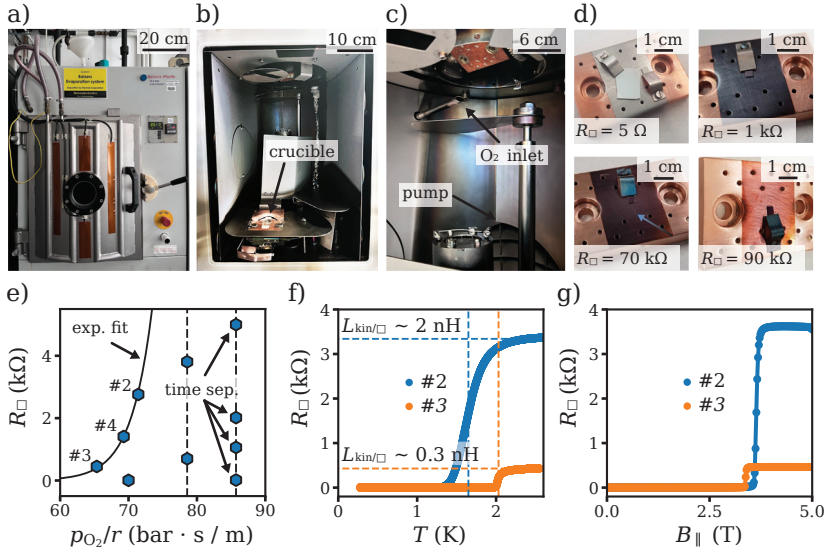 a)
20 cm
Balzers
Evaporation system
b)
10 cm
crucible
c)
6 cm
O₂ inlet
pump
d)
1 cm
R□ = 5 Ω
1 cm
R□ = 1 kΩ
1 cm
R□ = 70 kΩ
1 cm
R□ = 90 kΩ
e)
exp. fit
#2
#4
#3
time sep.
R□ (kΩ)
4
2
0
60 70 80 90
pO₂/r (bar · s / m)
f)
Lkin/□ ~ 2 nH
#2
#3
Lkin/□ ~ 0.3 nH
R□ (kΩ)
4
3
2
1
0
0 1 2
T (K)
g)
#2
#3
R□ (kΩ)
4
3
2
1
0
0.0 2.5 5.0
B∥ (T)